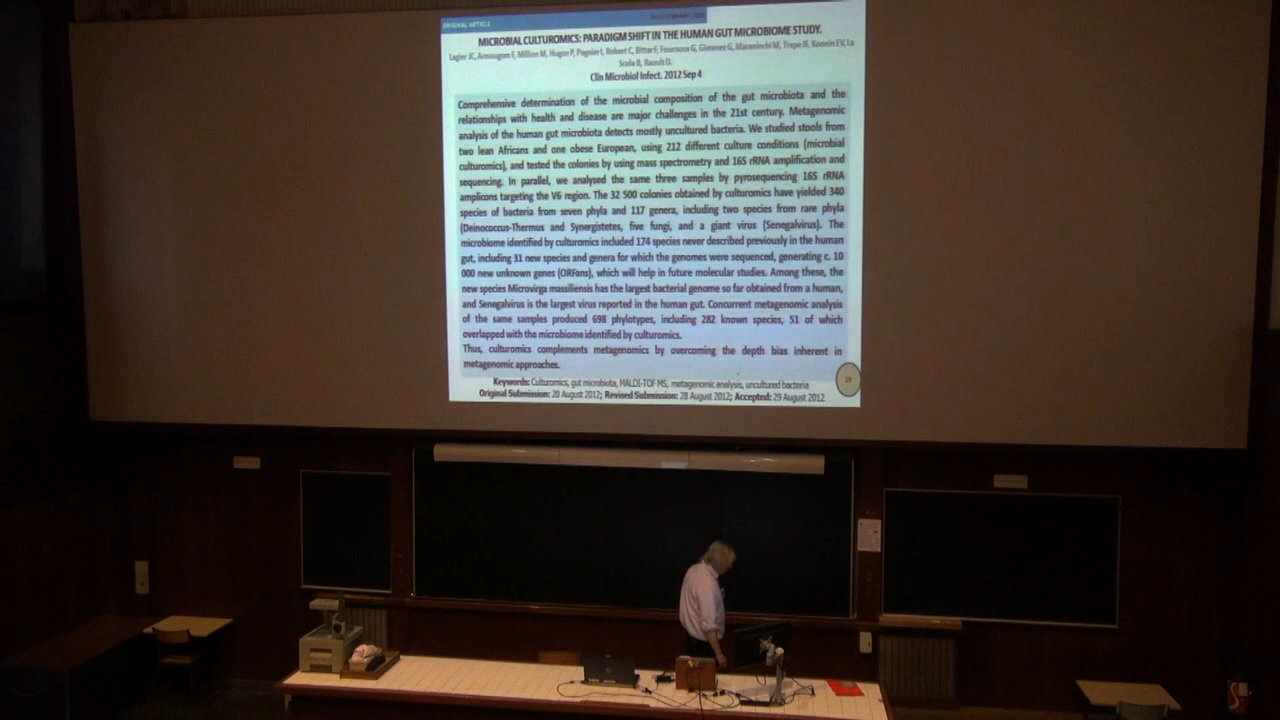 ORIGINAL ARTICLE
MICROBIAL CULTUROMICS: PARADIGM SHIFT IN THE HUMAN GUT MICROBIOME STUDY.
Lagier JC, Armougom F, Million M, Hugon P, Pagnier I, Robert C, Bittar F, Fournous G, Gimenez G, Maraninchi M, Trape JF, Koonin EV, La
Scola B, Raoult D.
Clin Microbiol Infect. 2012 Sep 4
Comprehensive determination of the microbial composition of the gut microbiota and the
relationships with health and disease are major challenges in the 21st century. Metagenomic
analysis of the human gut microbiota detects mostly uncultured bacteria. We studied stools from
two lean Africans and one obese European, using 212 different culture conditions (microbial
culturomics), and tested the colonies by using mass spectrometry and 16S rRNA amplification and
sequencing. In parallel, we analysed the same three samples by pyrosequencing 16S rRNA
amplicons targeting the V6 region. The 32 500 colonies obtained by culturomics have yielded 340
species of bacteria from seven phyla and 117 genera, including two species from rare phyla
(Deinococcus-Thermus and Synergistetes, five fungi, and a giant virus (Senegalvirus). The
microbiome identified by culturomics included 174 species never described previously in the human
gut, including 31 new species and genera for which the genomes were sequenced, generating c. 10
000 new unknown genes (ORFans), which will help in future molecular studies. Among these, the
new species Microvirga massiliensis has the largest bacterial genome so far obtained from a human,
and Senegalvirus is the largest virus reported in the human gut. Concurrent metagenomic analysis
of the same samples produced 698 phylotypes, including 282 known species, 51 of which
overlapped with the microbiome identified by culturomics.
Thus, culturomics complements metagenomics by overcoming the depth bias inherent in
metagenomic approaches.
Keywords: Culturomics, gut microbiota, MALDI-TOF MS, metagenomic analysis, uncultured bacteria
Original Submission: 20 August 2012; Revised Submission: 28 August 2012; Accepted: 29 August 2012